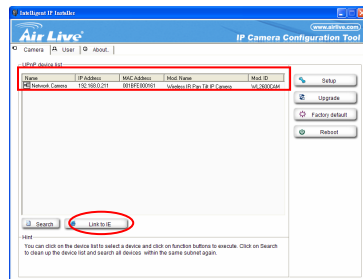 Intelligent IP Installer
Air Live
www.airlive.com
IP Camera Configuration Tool
Camera User About.
UPnP device list
Name IP Address MAC Address Mod. Name Mod. ID
Network Camera 192.168.0.211 001BFE000161 Wireless IR Pan Tilt IP Camera WL2600CAM
Setup
Upgrade
Factory default
Reboot
Search Link to IE
Hint
You can click on the device list to select a device and click on function buttons to execute. Click on Search
to clean up the device list and search all devices within the same subnet again.